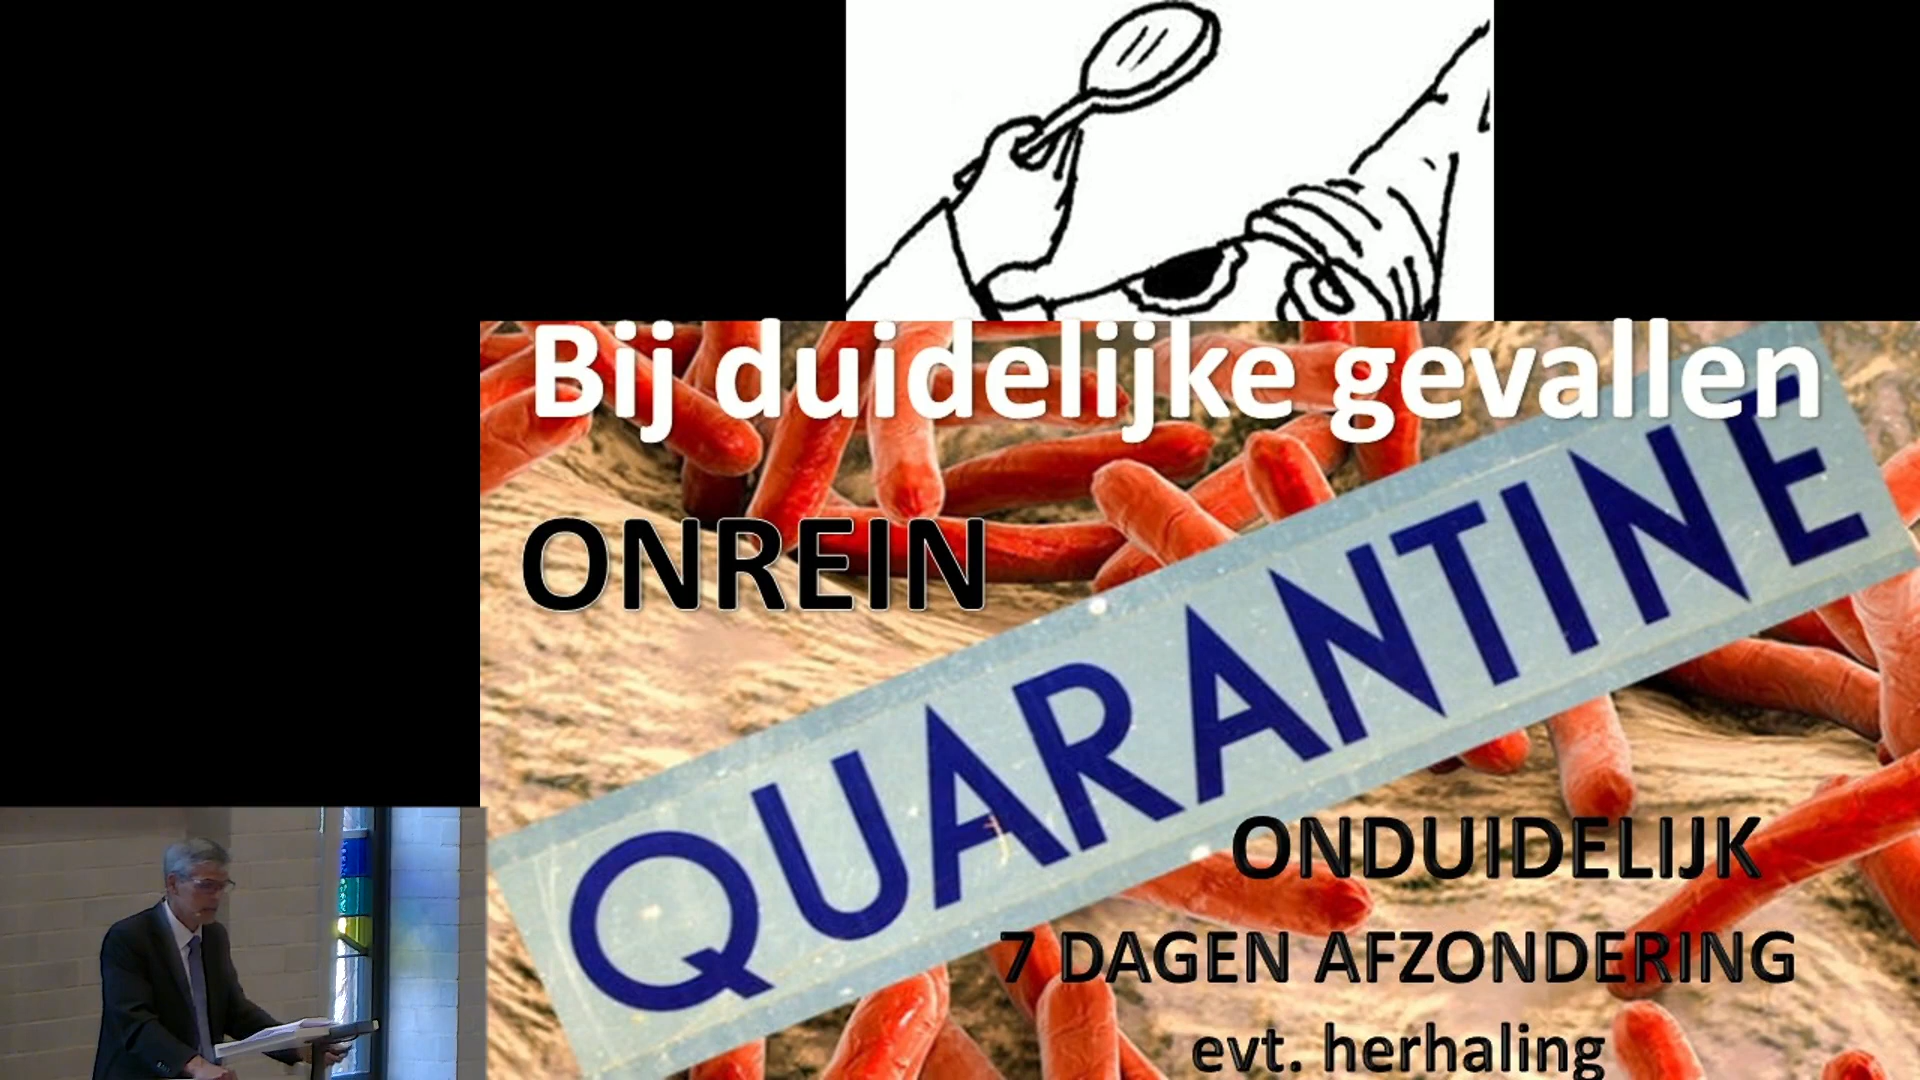 Bij duidelijke gevallen
ONREIN
QUARANTINE
ONDUIDELIJK
7 DAGEN AFZONDERING
evt. herhaling